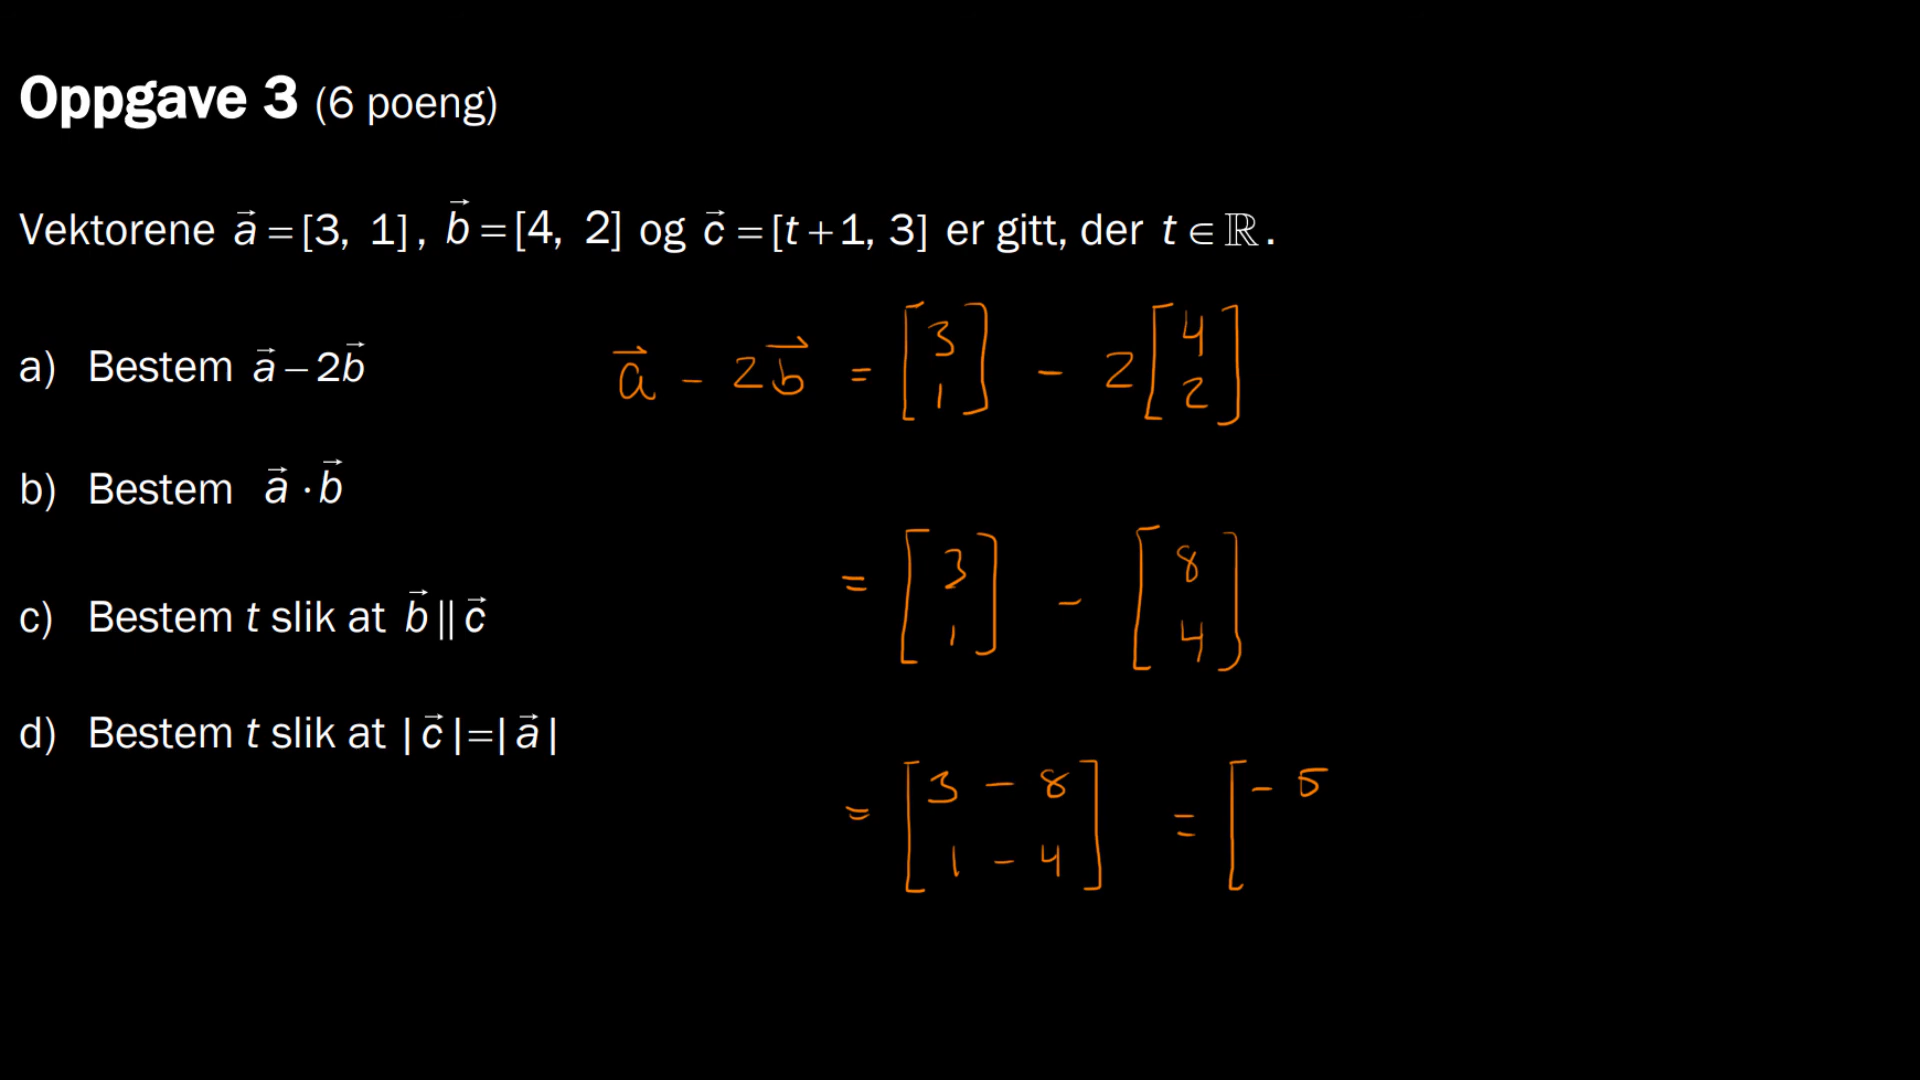 Oppgave 3 (6 poeng)
Vektorene a⃗ = [3, 1], b⃗ = [4, 2] og c⃗ = [t + 1, 3] er gitt, der t ∈ ℝ.
a) Bestem a⃗ – 2b⃗
b) Bestem a⃗ · b⃗
c) Bestem t slik at b⃗ || c⃗
d) Bestem t slik at | c⃗ | = | a⃗ |
a⃗ - 2b⃗ = [3 1] - 2[4 2]
= [3 1] - [8 4]
= [3 - 8 1 - 4] = [- 5